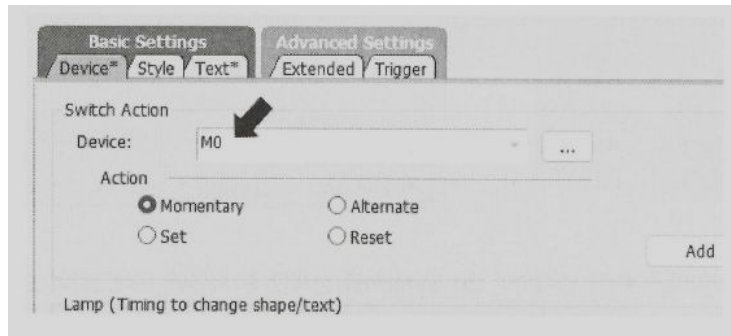 Basic Settings Advanced Settings
Device* Style Text* Extended Trigger
Switch Action
Device: M0 ...
Action
Momentary Alternate
Set Reset
Add
Lamp (Timing to change shape/text)